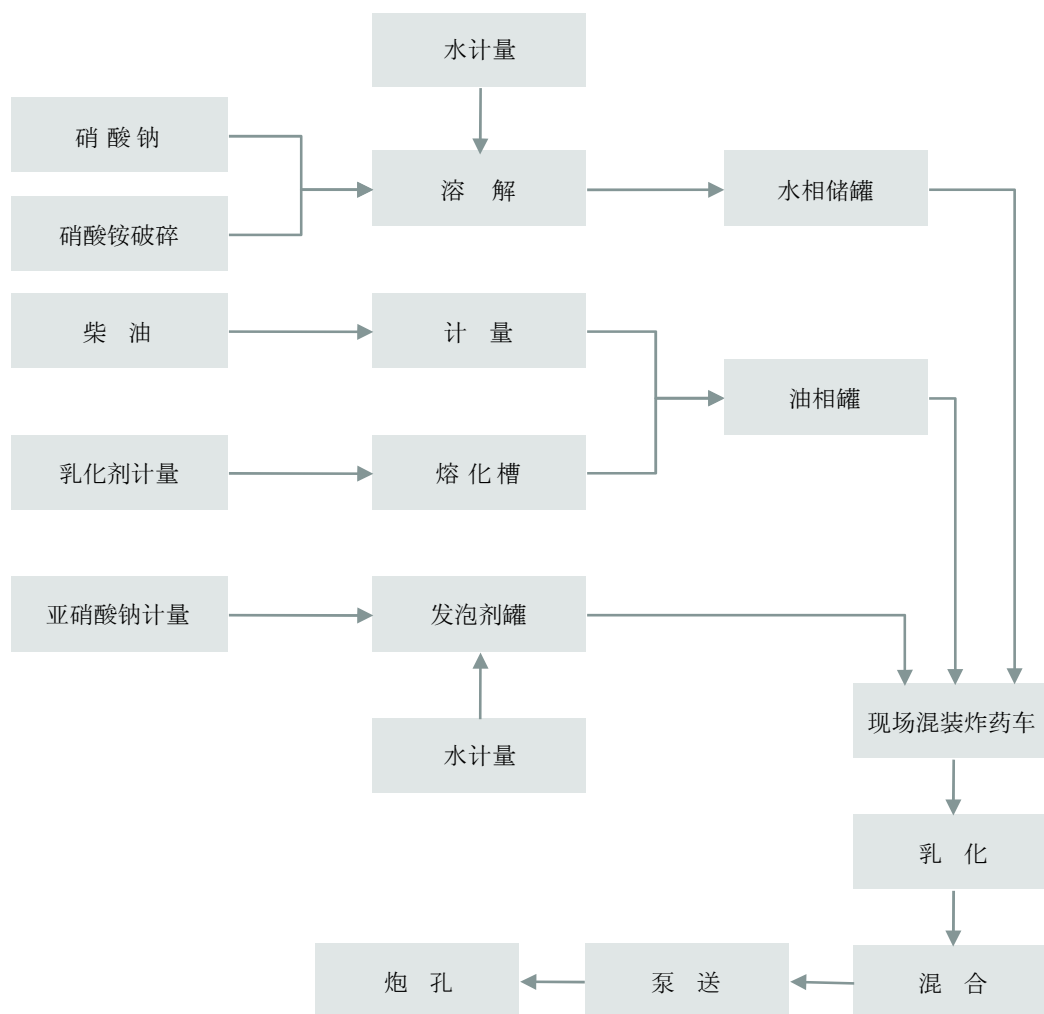 水计量
硝酸钠
溶 解
水相储罐
硝酸铵破碎
柴 油
计 量
油相罐
乳化剂计量
熔化槽
亚硝酸钠计量
发泡剂罐
现场混装炸药车
水计量
乳 化
炮 孔
泵 送
混 合